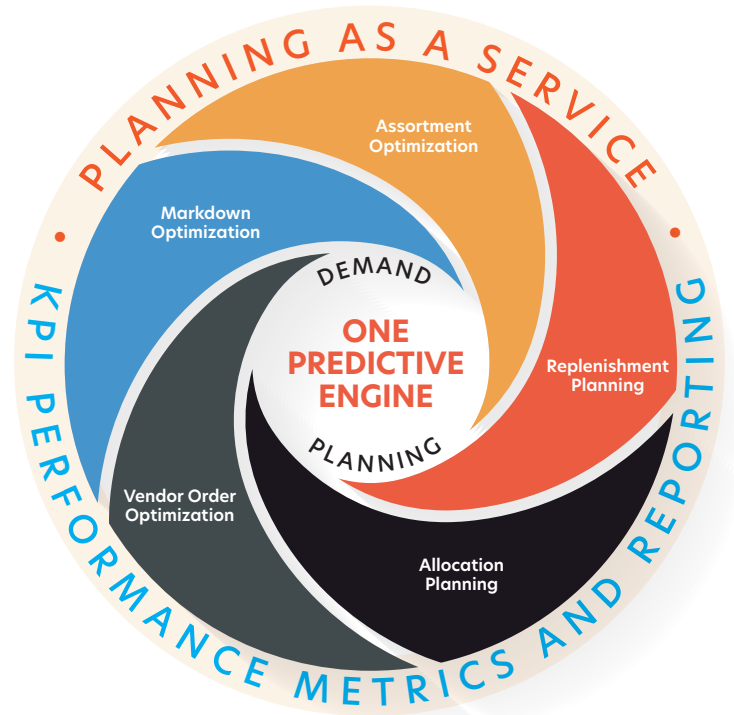 PLANNING AS A SERVICE
Assortment
Optimization
Markdown
Optimization
DEMAND
ONE
PREDICTIVE
ENGINE
PLANNING
Replenishment
Planning
Vendor Order
Optimization
Allocation
Planning
• KPI PERFORMANCE METRICS AND REPORTING •